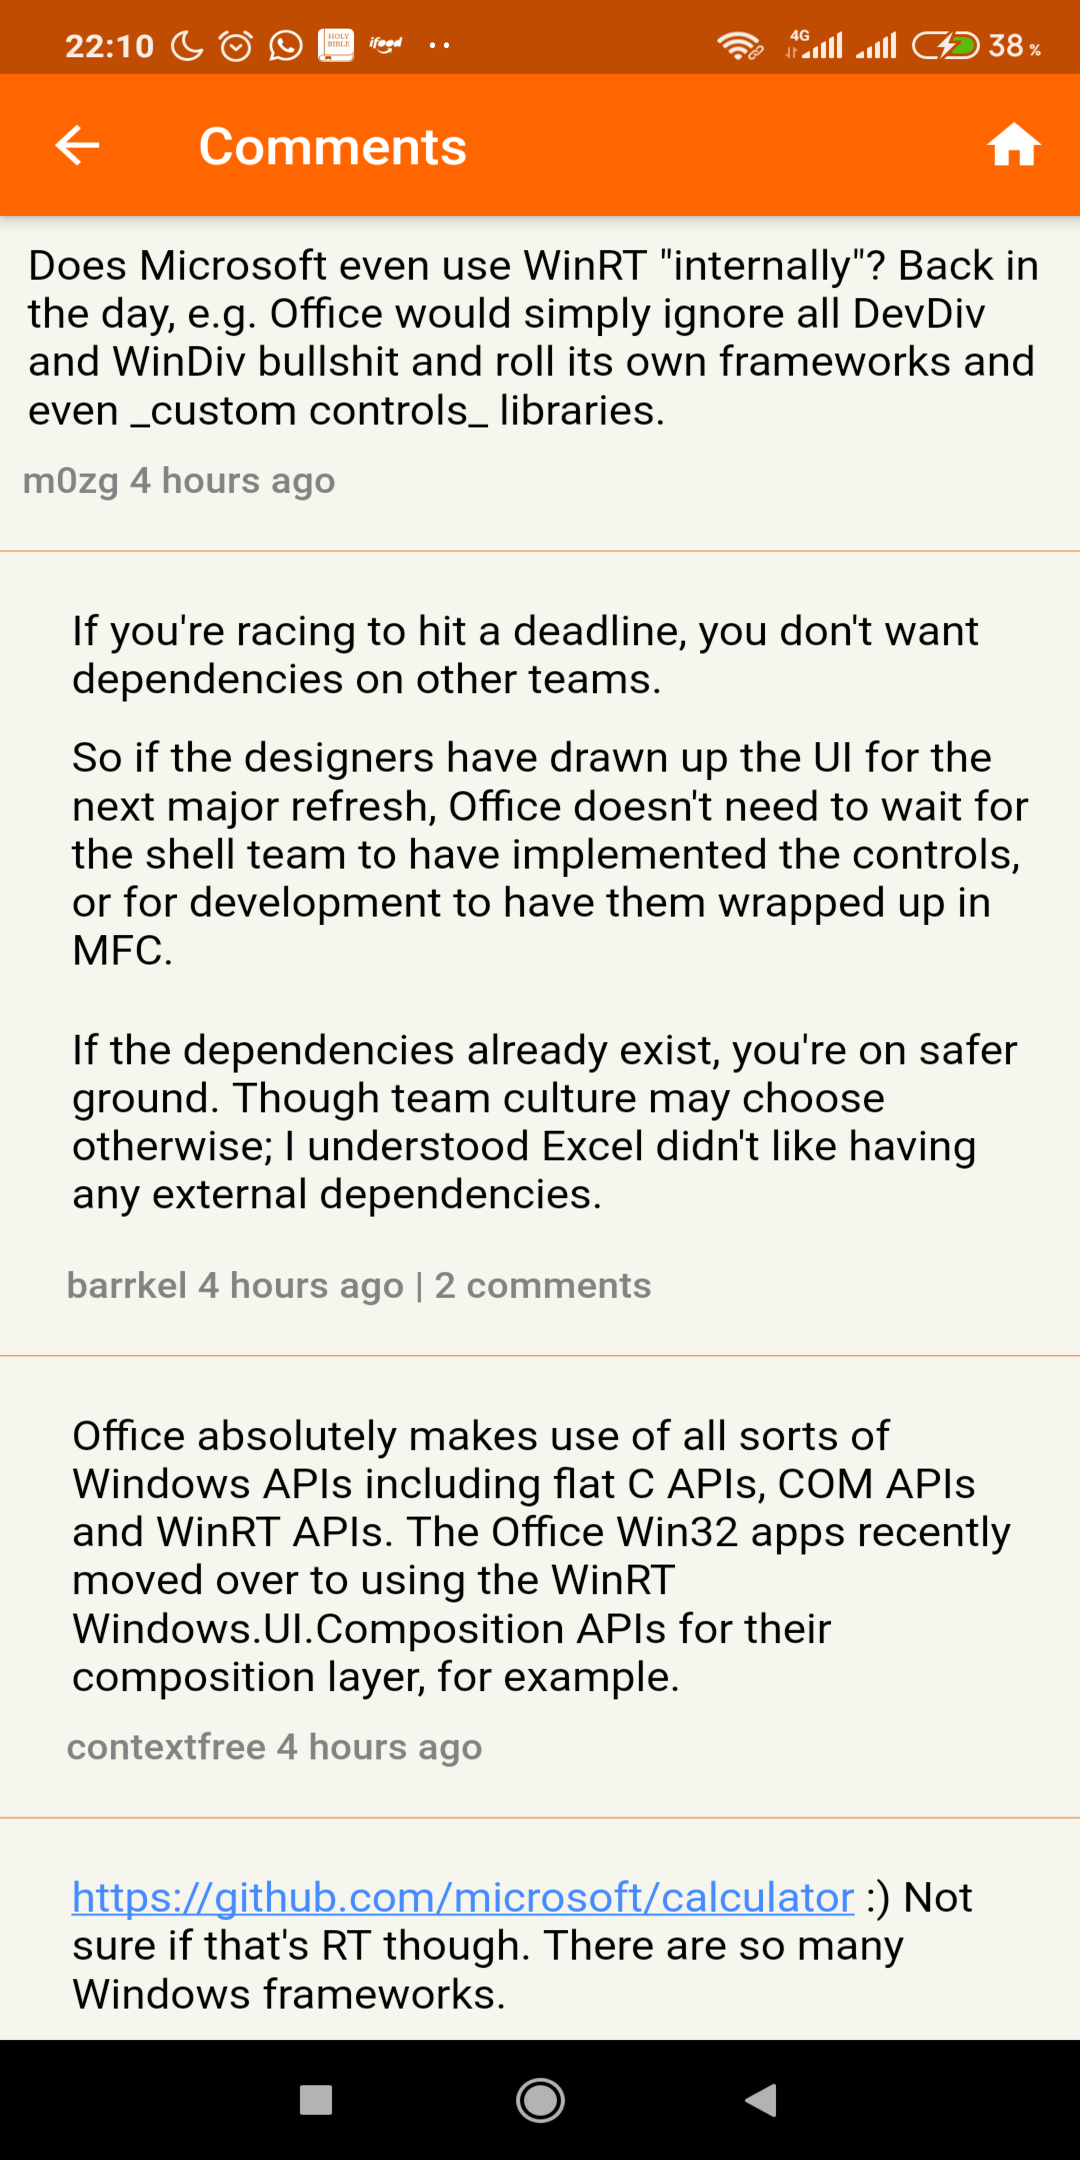 22:10 HOLY BIBLE ifood 4G 38%
Comments
Does Microsoft even use WinRT "internally"? Back in
the day, e.g. Office would simply ignore all DevDiv
and WinDiv bullshit and roll its own frameworks and
even _custom controls_ libraries.
m0zg 4 hours ago
If you're racing to hit a deadline, you don't want
dependencies on other teams.
So if the designers have drawn up the UI for the
next major refresh, Office doesn't need to wait for
the shell team to have implemented the controls,
or for development to have them wrapped up in
MFC.
If the dependencies already exist, you're on safer
ground. Though team culture may choose
otherwise; I understood Excel didn't like having
any external dependencies.
barrkel 4 hours ago | 2 comments
Office absolutely makes use of all sorts of
Windows APIs including flat C APIs, COM APIs
and WinRT APIs. The Office Win32 apps recently
moved over to using the WinRT
Windows.UI.Composition APIs for their
composition layer, for example.
contextfree 4 hours ago
https://github.com/microsoft/calculator :) Not
sure if that's RT though. There are so many
Windows frameworks.